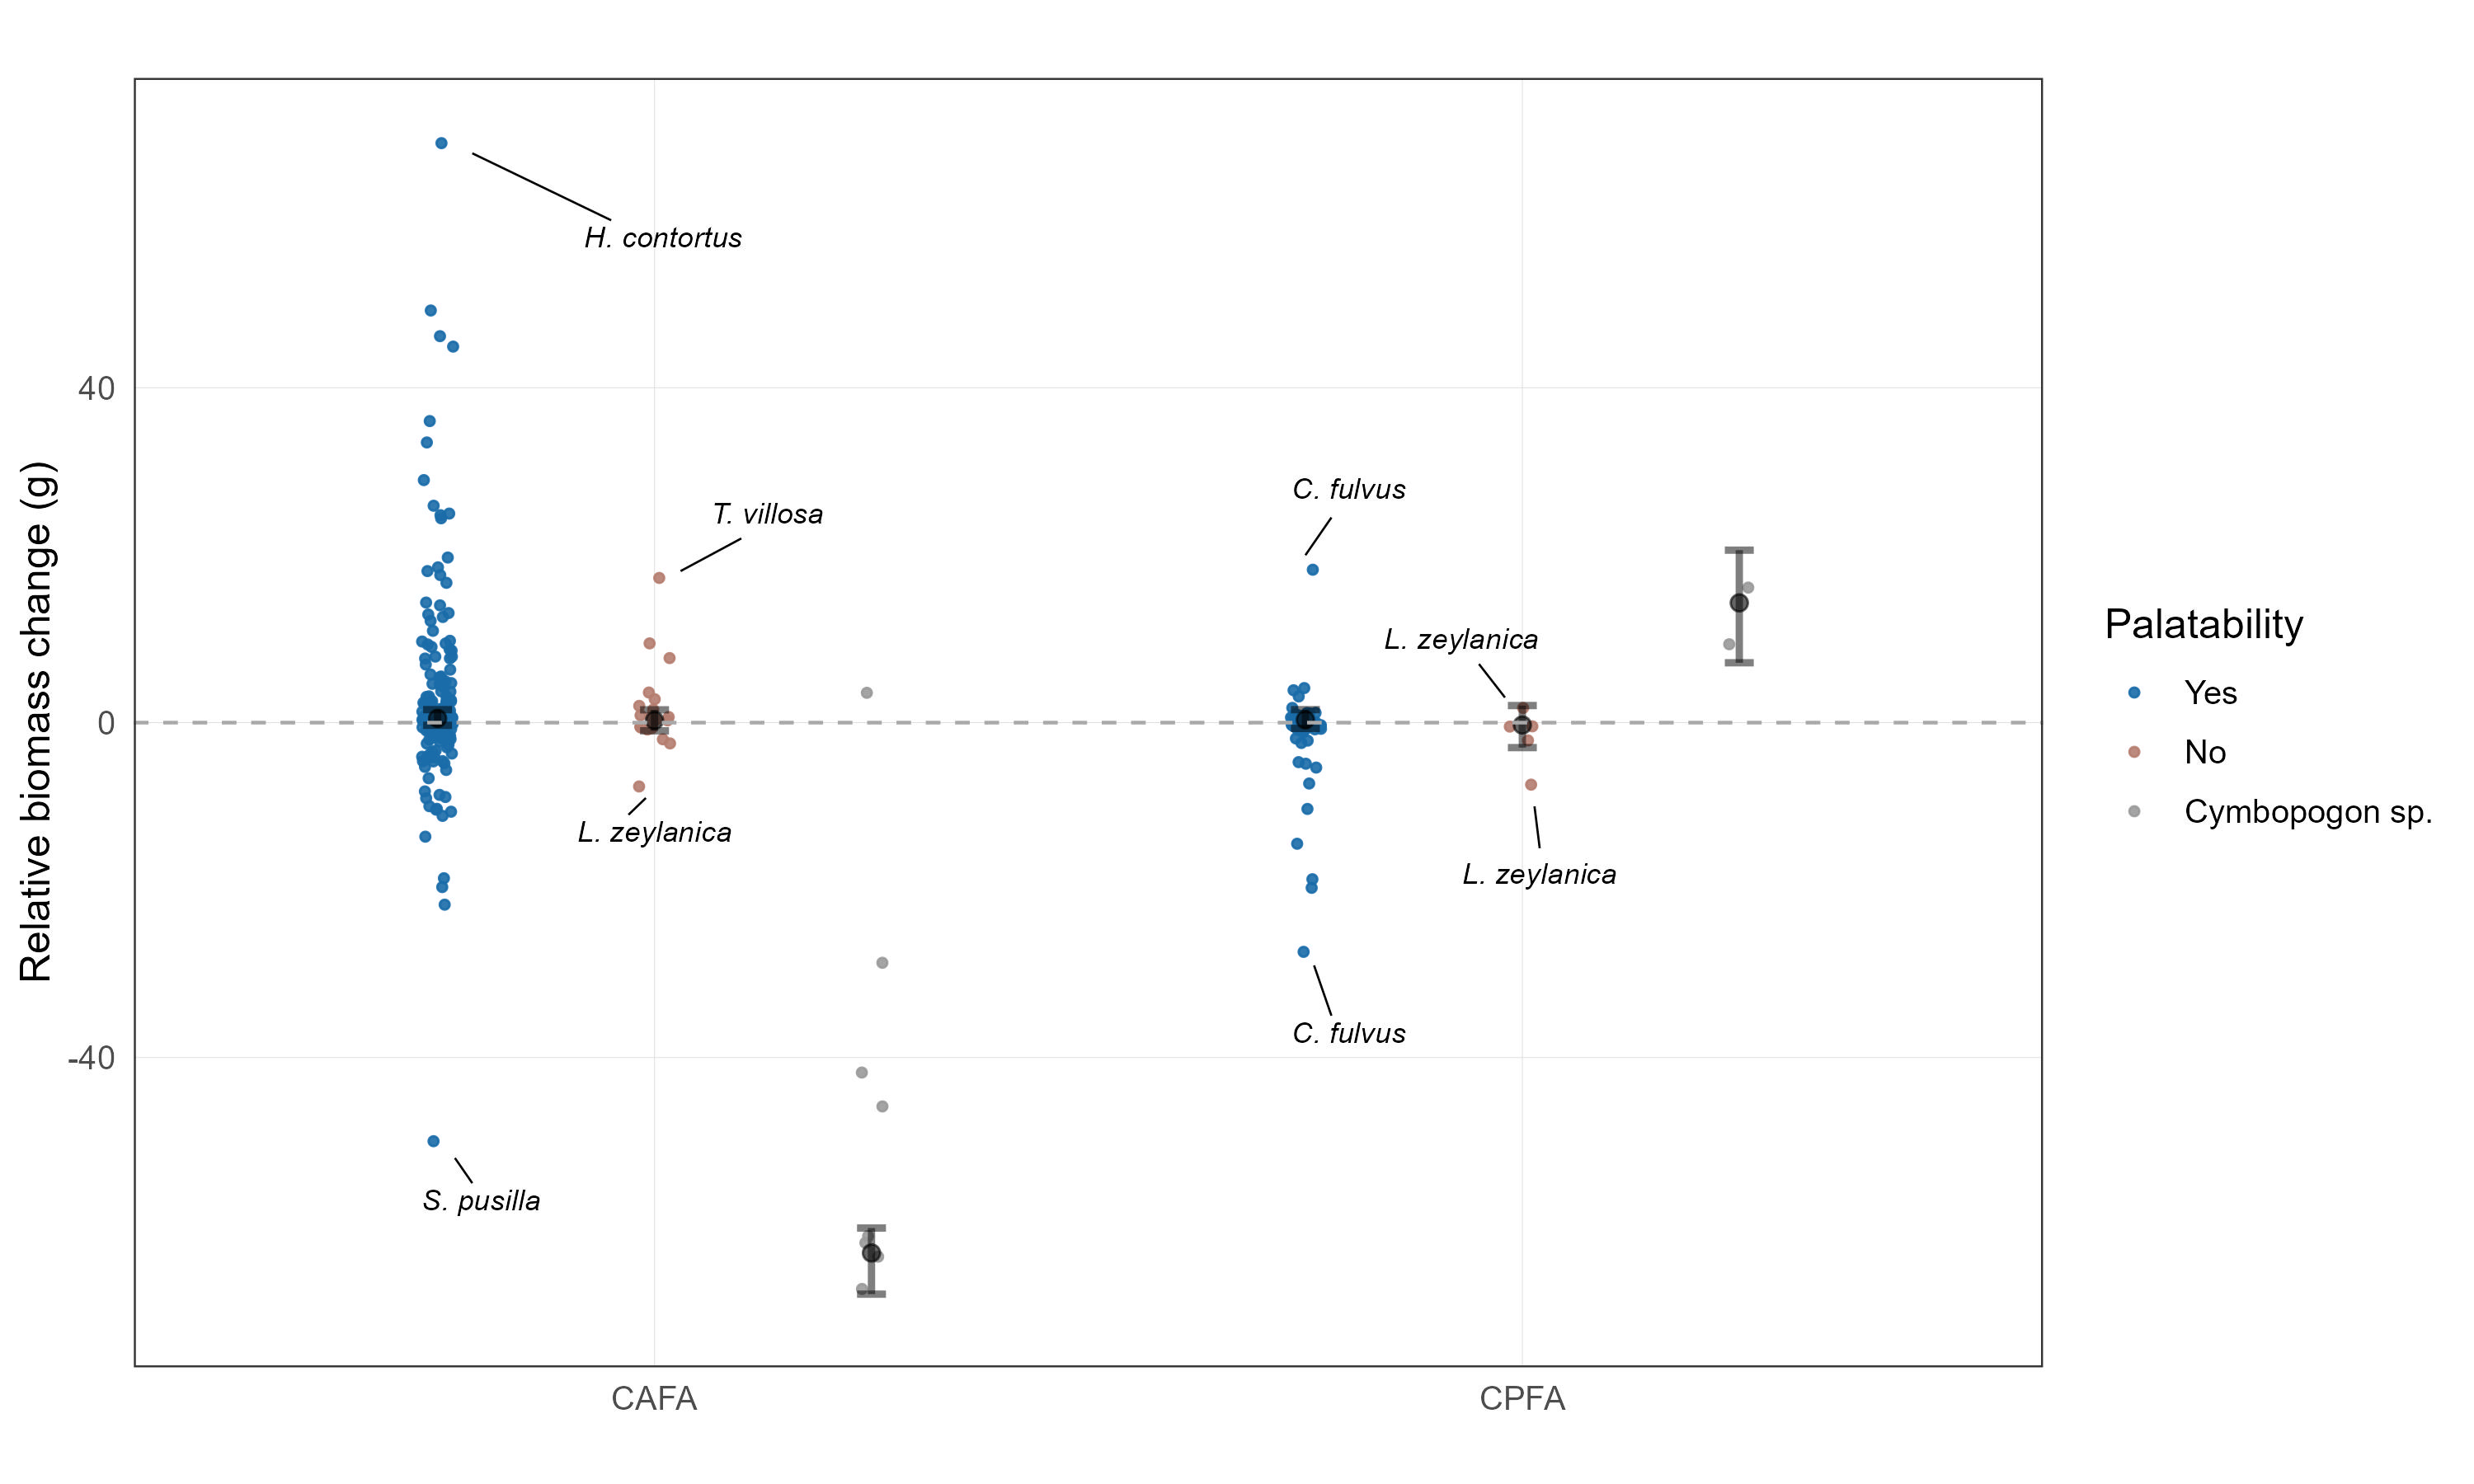 H. contortus
40
C. fulvus
T. villosa
L. zeylanica
Palatability
Yes
0
No
Relative biomass change (g)
Cymbopogon sp.
L. zeylanica
L. zeylanica
C. fulvus
-40
S. pusilla
CAFA
CPFA